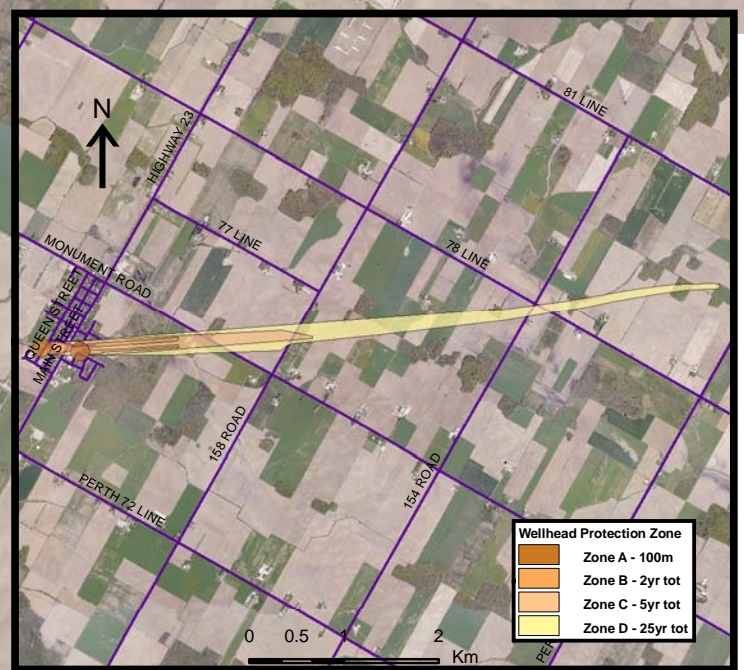 81 LINE
N
HIGHWAY 23
77 LINE
78 LINE
MONUMENT ROAD
QUEEN STREET
MAIN STREET
158 ROAD
154 ROAD
PERTH 72 LINE
Wellhead Protection Zone
Zone A - 100m
Zone B - 2yr tot
Zone C - 5yr tot
Zone D - 25yr tot
0 0.5 1 2
Km